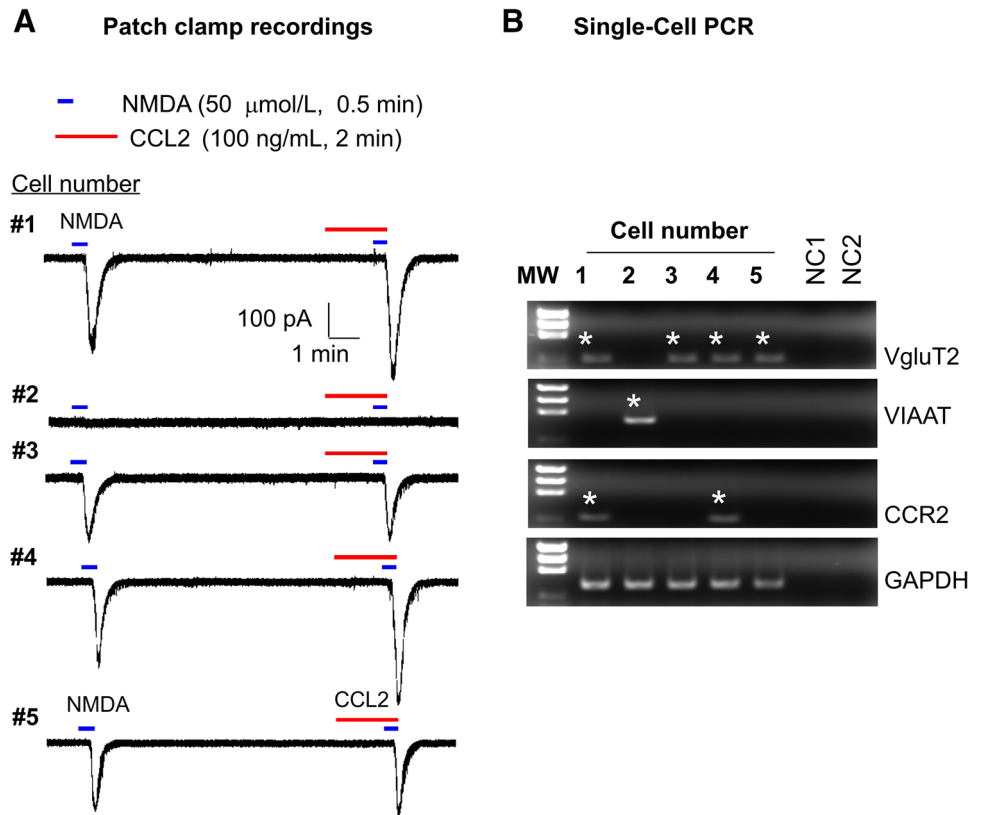 A Patch clamp recordings
NMDA (50 μmol/L, 0.5 min)
CCL2 (100 ng/mL, 2 min)
Cell number
#1 NMDA
100 pA
1 min
#2
#3
#4
#5 NMDA CCL2
B Single-Cell PCR
Cell number
MW 1 2 3 4 5 NC1 NC2
* * * * VgluT2
* VIAAT
* * CCR2
GAPDH